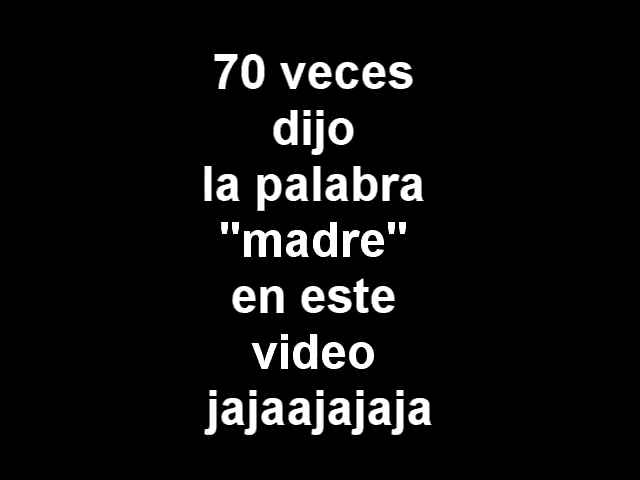 70 veces
dijo
la palabra
"madre"
en este
video
jajaajajaja